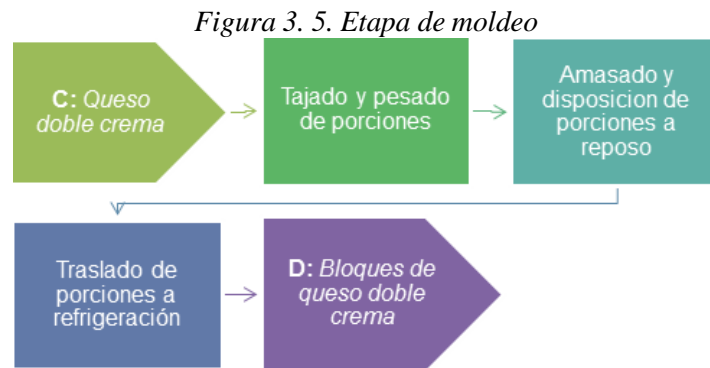 Figura 3. 5. Etapa de moldeo
C: Queso
doble crema
Tajado y pesado
de porciones
Amasado y
disposicion de
porciones a
reposo
Traslado de
porciones a
refrigeración
D: Bloques de
queso doble
crema